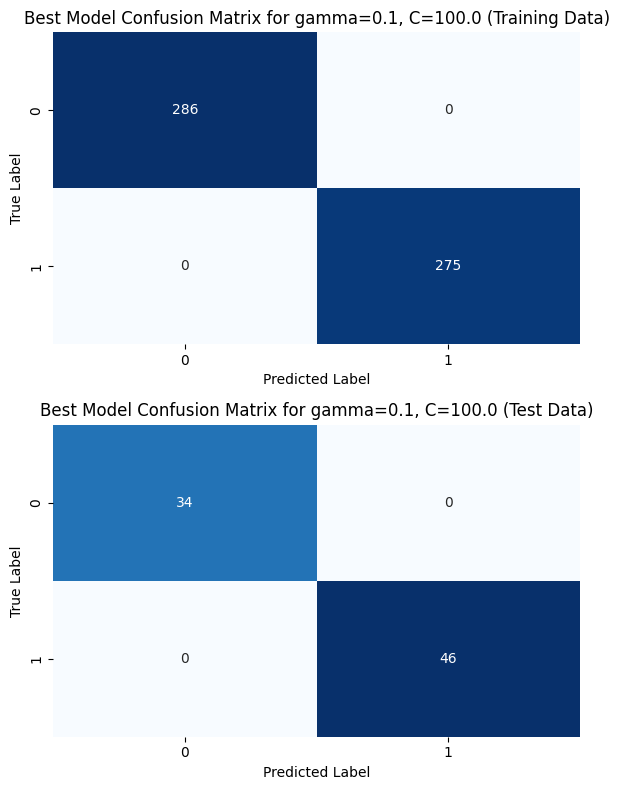 Best Model Confusion Matrix for gamma=0.1, C=100.0 (Training Data)
0
286
0
True Label
1
0
275
0
1
Predicted Label
Best Model Confusion Matrix for gamma=0.1, C=100.0 (Test Data)
0
34
0
True Label
1
0
46
0
1
Predicted Label